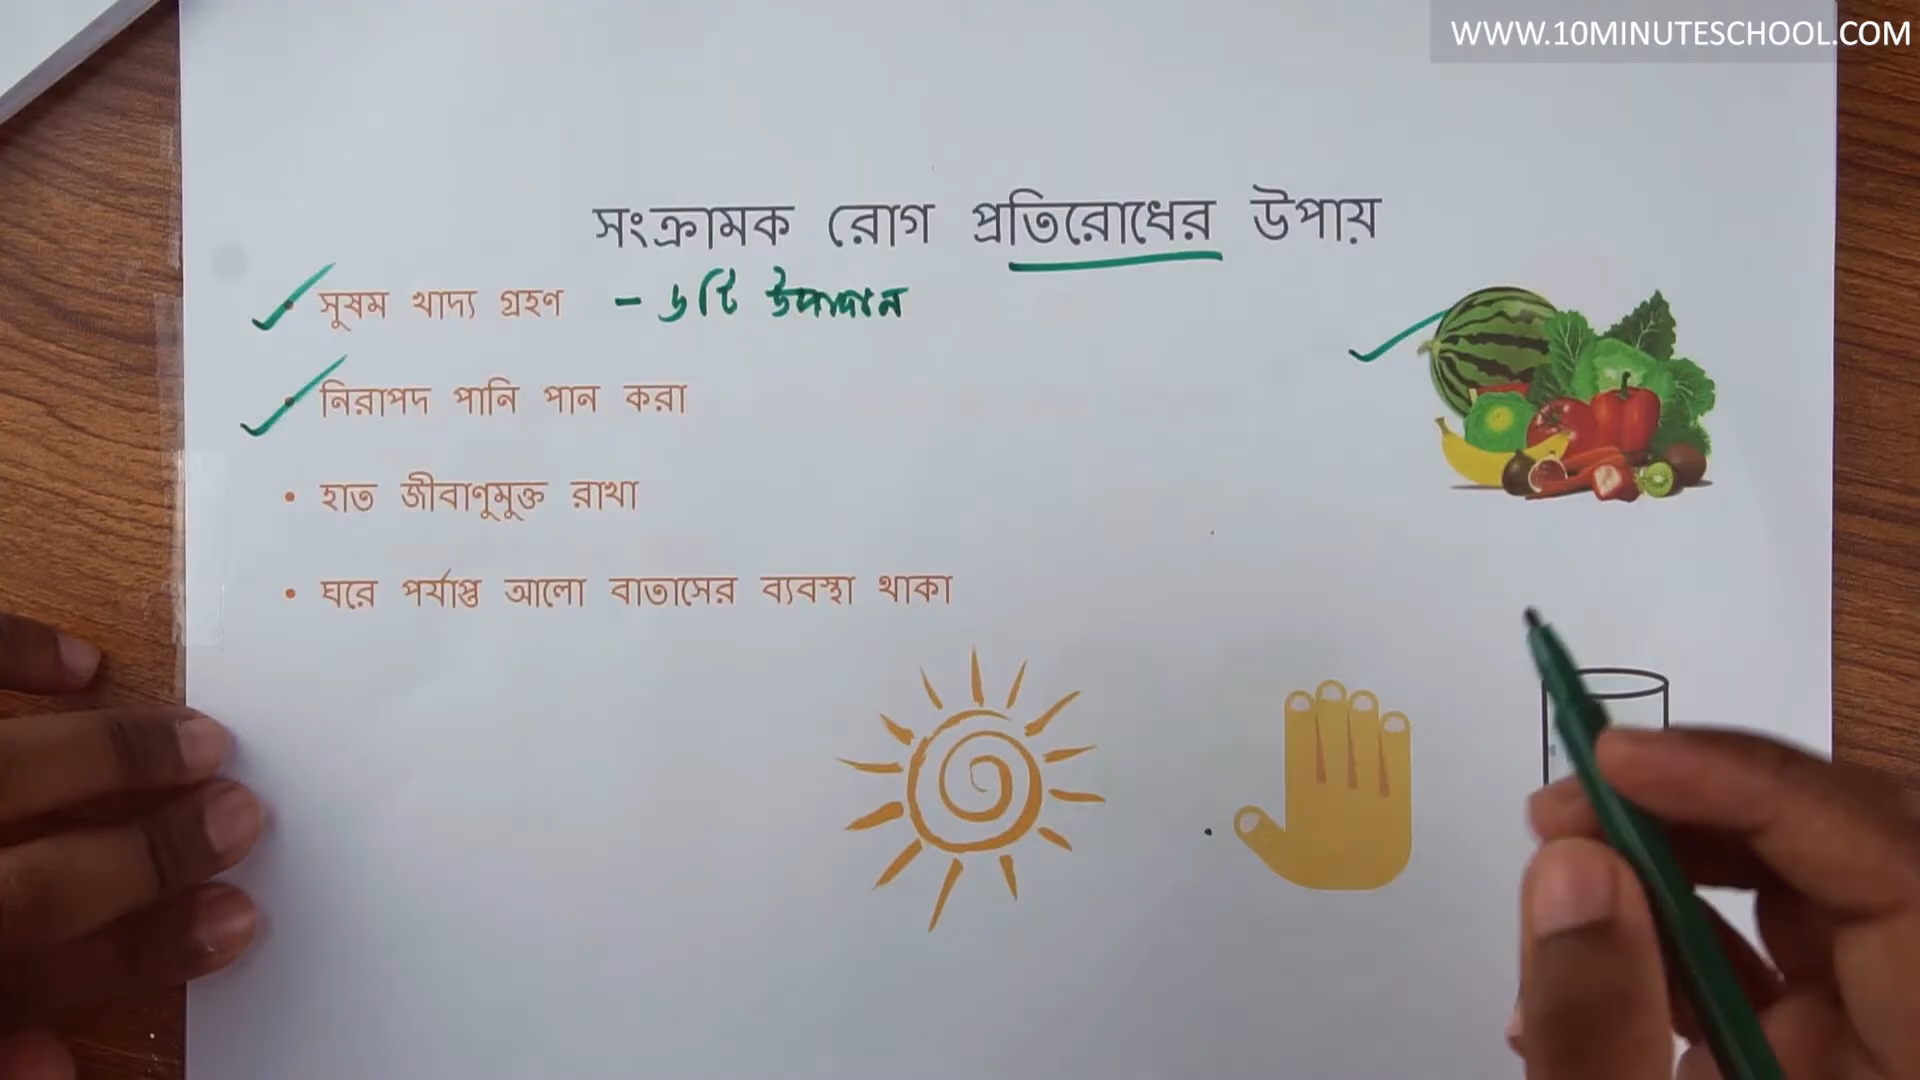 WWW.10MINUTESCHOOL.COM
সংক্রামক রোগ প্রতিরোধের উপায়
• সুষম খাদ্য গ্রহণ – ৬টি উপাদান
• নিরাপদ পানি পান করা
• হাত জীবাণুমুক্ত রাখা
• ঘরে পর্যাপ্ত আলো বাতাসের ব্যবস্থা থাকা